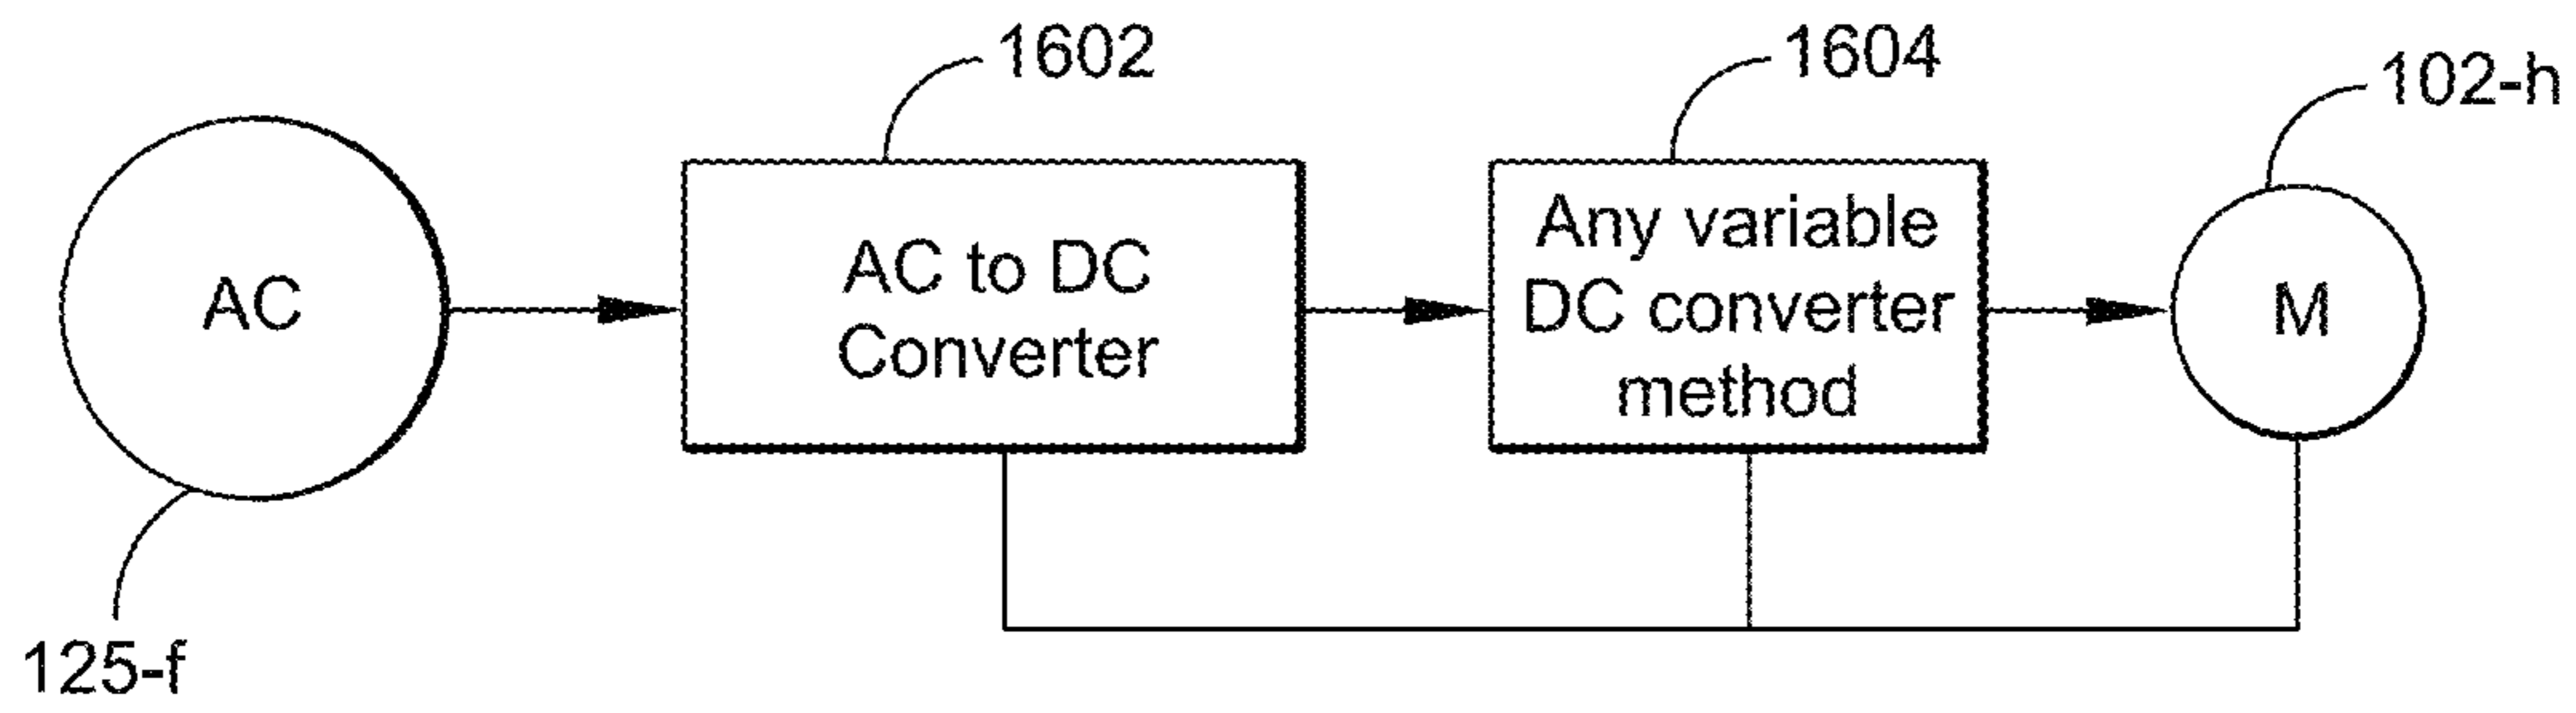 1602
1604
102-h
AC
AC to DC
Converter
Any variable
DC converter
method
M
125-f